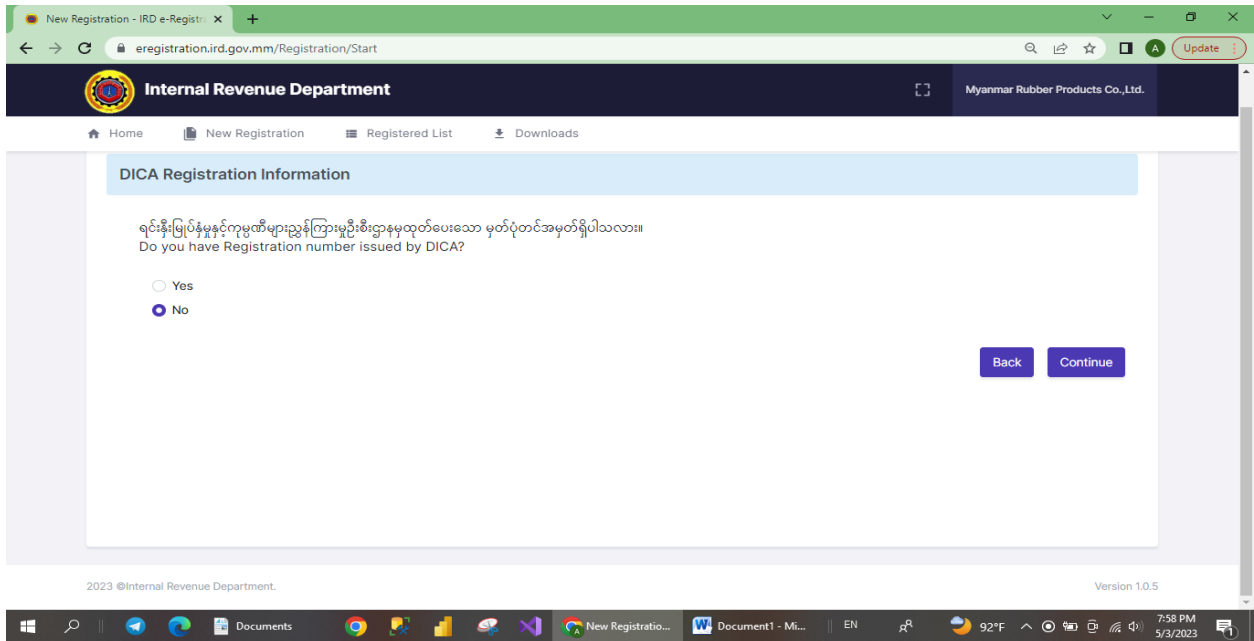 New Registration - IRD e-Registr
eregistration.ird.gov.mm/Registration/Start
A
Update
Internal Revenue Department
Myanmar Rubber Products Co.,Ltd.
Home New Registration Registered List Downloads
DICA Registration Information
ရင်းနှီးမြှုပ်နှံမှုနှင့်ကုမ္ပဏီများညွှန်ကြားမှုဦးစီးဌာနမှထုတ်ပေးသော မှတ်ပုံတင်အမှတ်ရှိပါသလား။
Do you have Registration number issued by DICA?
Yes
No
Back Continue
2023 ©Internal Revenue Department. Version 1.0.5
Documents New Registratio... Document1 - Mi... EN 92°F 7:58 PM
5/3/2023